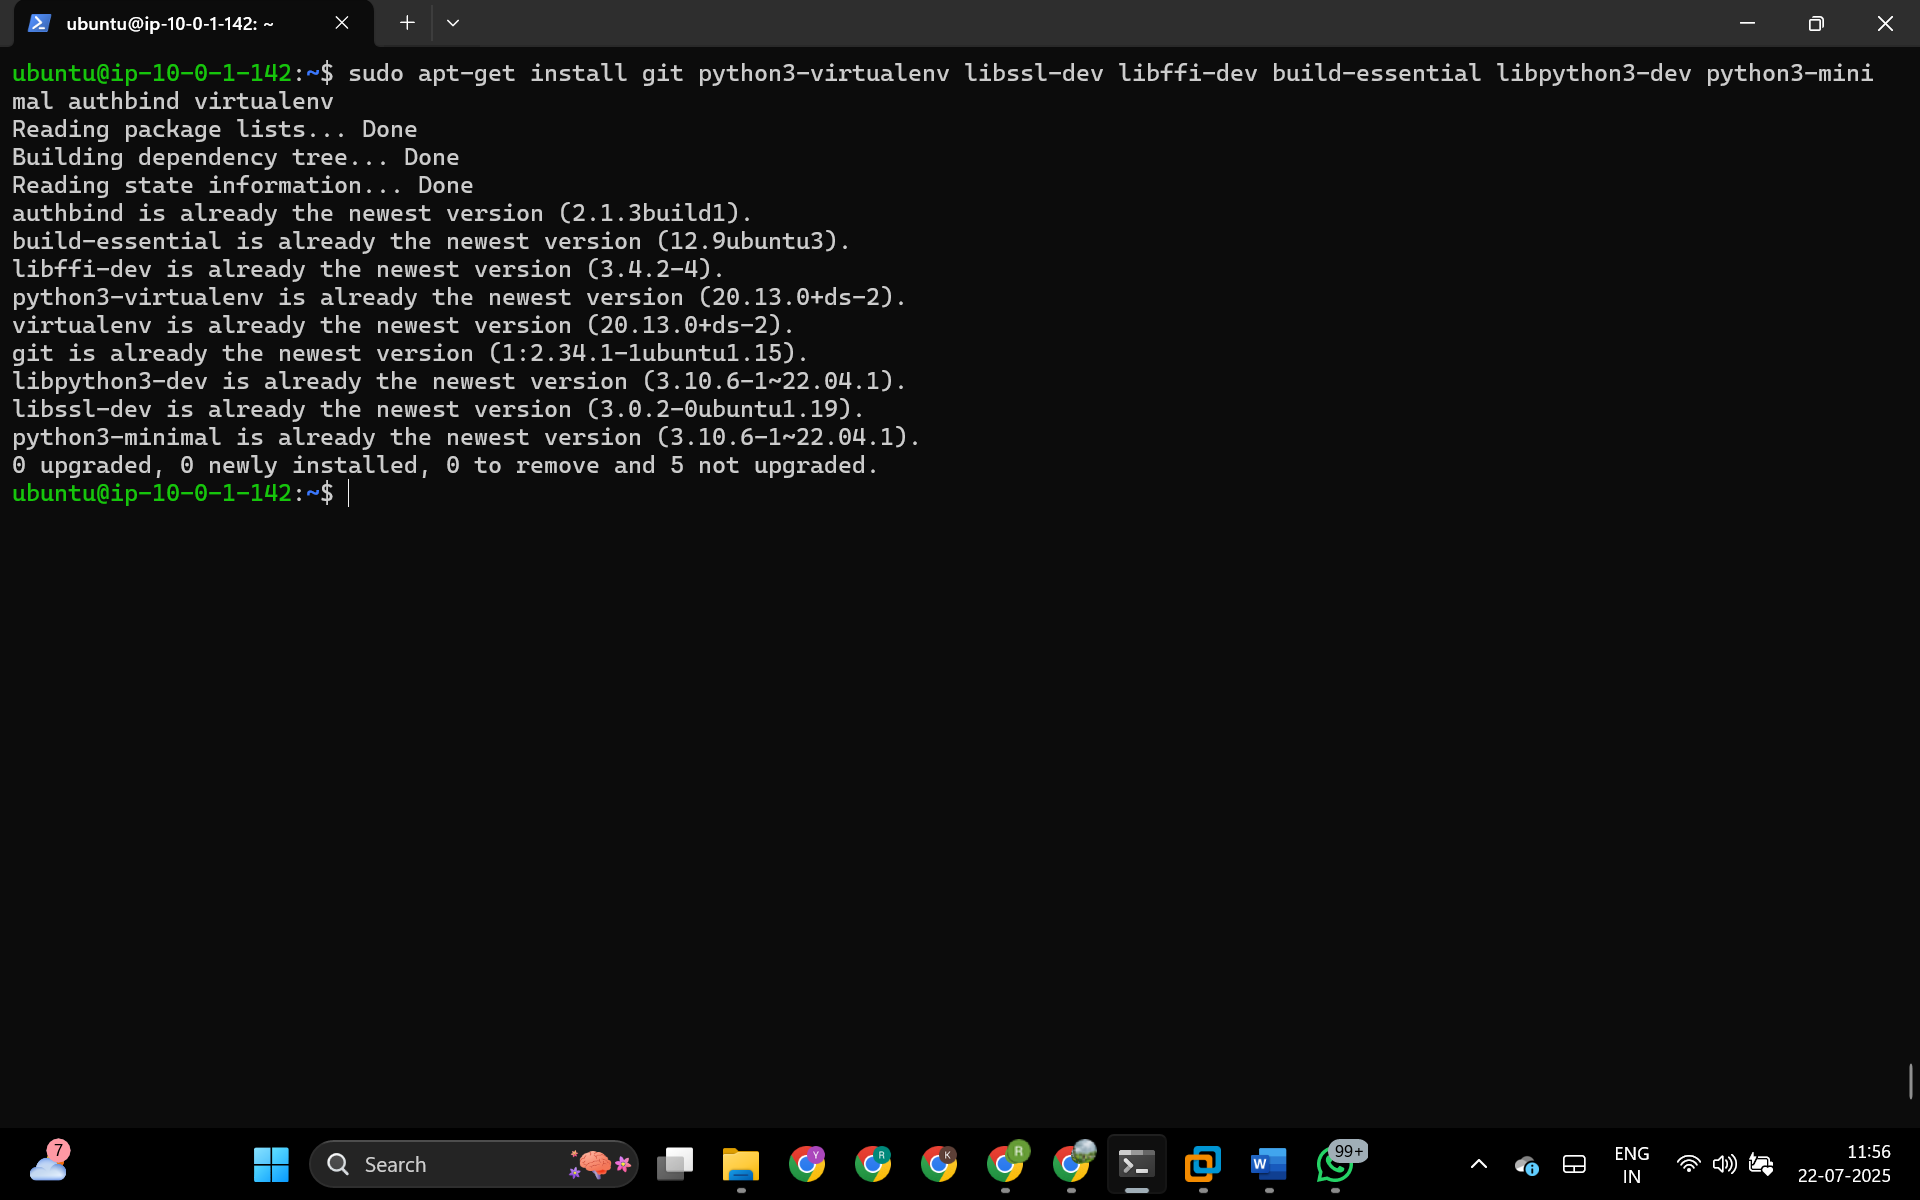 ubuntu@ip-10-0-1-142: ~
ubuntu@ip-10-0-1-142:~$ sudo apt-get install git python3-virtualenv libssl-dev libffi-dev build-essential libpython3-dev python3-mini
mal authbind virtualenv
Reading package lists... Done
Building dependency tree... Done
Reading state information... Done
authbind is already the newest version (2.1.3build1).
build-essential is already the newest version (12.9ubuntu3).
libffi-dev is already the newest version (3.4.2-4).
python3-virtualenv is already the newest version (20.13.0+ds-2).
virtualenv is already the newest version (20.13.0+ds-2).
git is already the newest version (1:2.34.1-1ubuntu1.15).
libpython3-dev is already the newest version (3.10.6-1~22.04.1).
libssl-dev is already the newest version (3.0.2-0ubuntu1.19).
python3-minimal is already the newest version (3.10.6-1~22.04.1).
0 upgraded, 0 newly installed, 0 to remove and 5 not upgraded.
ubuntu@ip-10-0-1-142:~$
7
Search
Y
R
K
R
W
99+
ENG
IN
11:56
22-07-2025